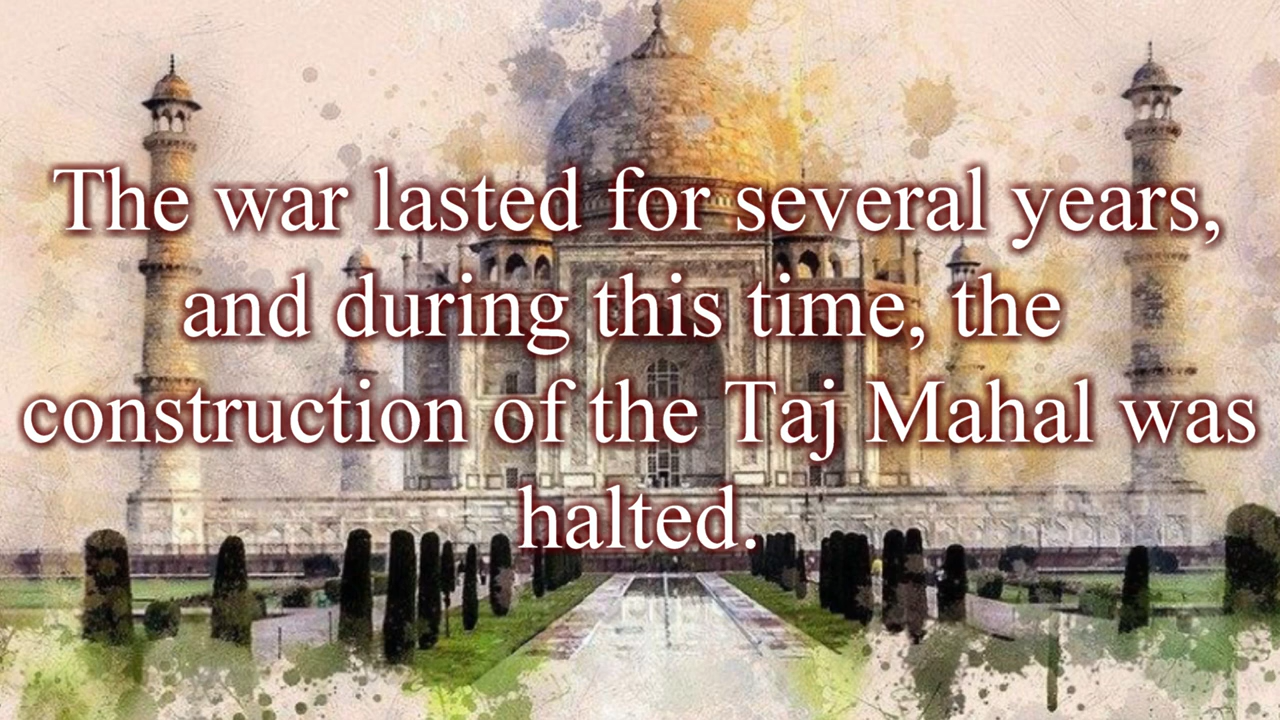 The war lasted for several years,
and during this time, the
construction of the Taj Mahal was
halted.